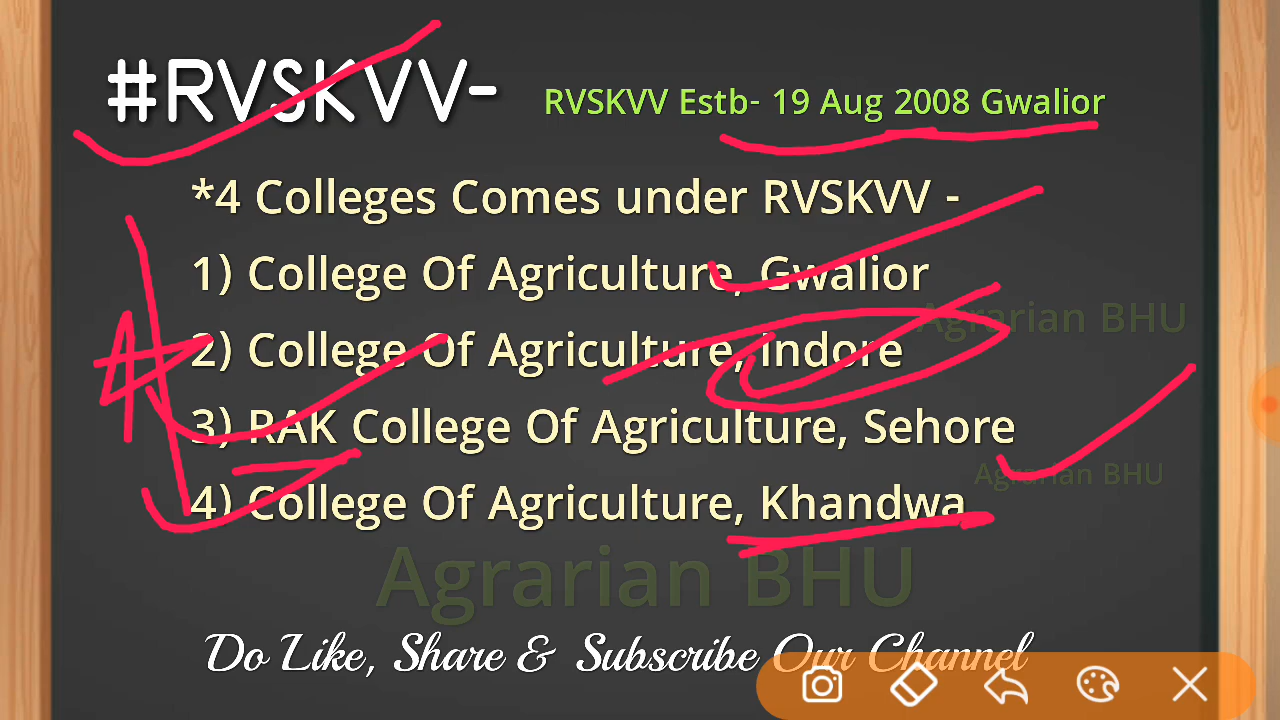 #RVSKVV-
RVSKVV Estb- 19 Aug 2008 Gwalior
*4 Colleges Comes under RVSKVV -
1) College Of Agriculture, Gwalior
Agrarian BHU
2) College Of Agriculture, Indore
3) RAK College Of Agriculture, Sehore
Agrarian BHU
4) College Of Agriculture, Khandwa
Agrarian BHU
Do Like, Share & Subscribe Our Channel
4